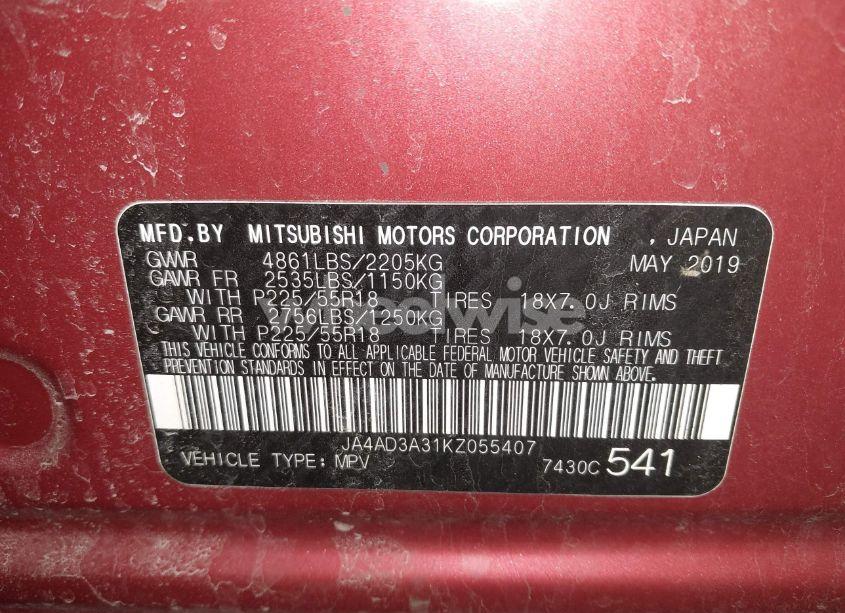 MFD.BY MITSUBISHI MOTORS CORPORATION , JAPAN
GWWR 4861LBS/2205KG MAY 2019
GAWR FR 2535LBS/1150KG
WITH P225/55R18 TIRES 18X7.0J RIMS
GAWR RR 2756LBS/1250KG
WITH P225/55R18 TIRES 18X7.0J RIMS
THIS VEHICLE CONFORMS TO ALL APPLICABLE FEDERAL MOTOR VEHICLE SAFETY AND THEFT
PREVENTION STANDARDS IN EFFECT ON THE DATE OF MANUFACTURE SHOWN ABOVE.
JA4AD3A31KZ055407
VEHICLE TYPE: MPV 7430C 541